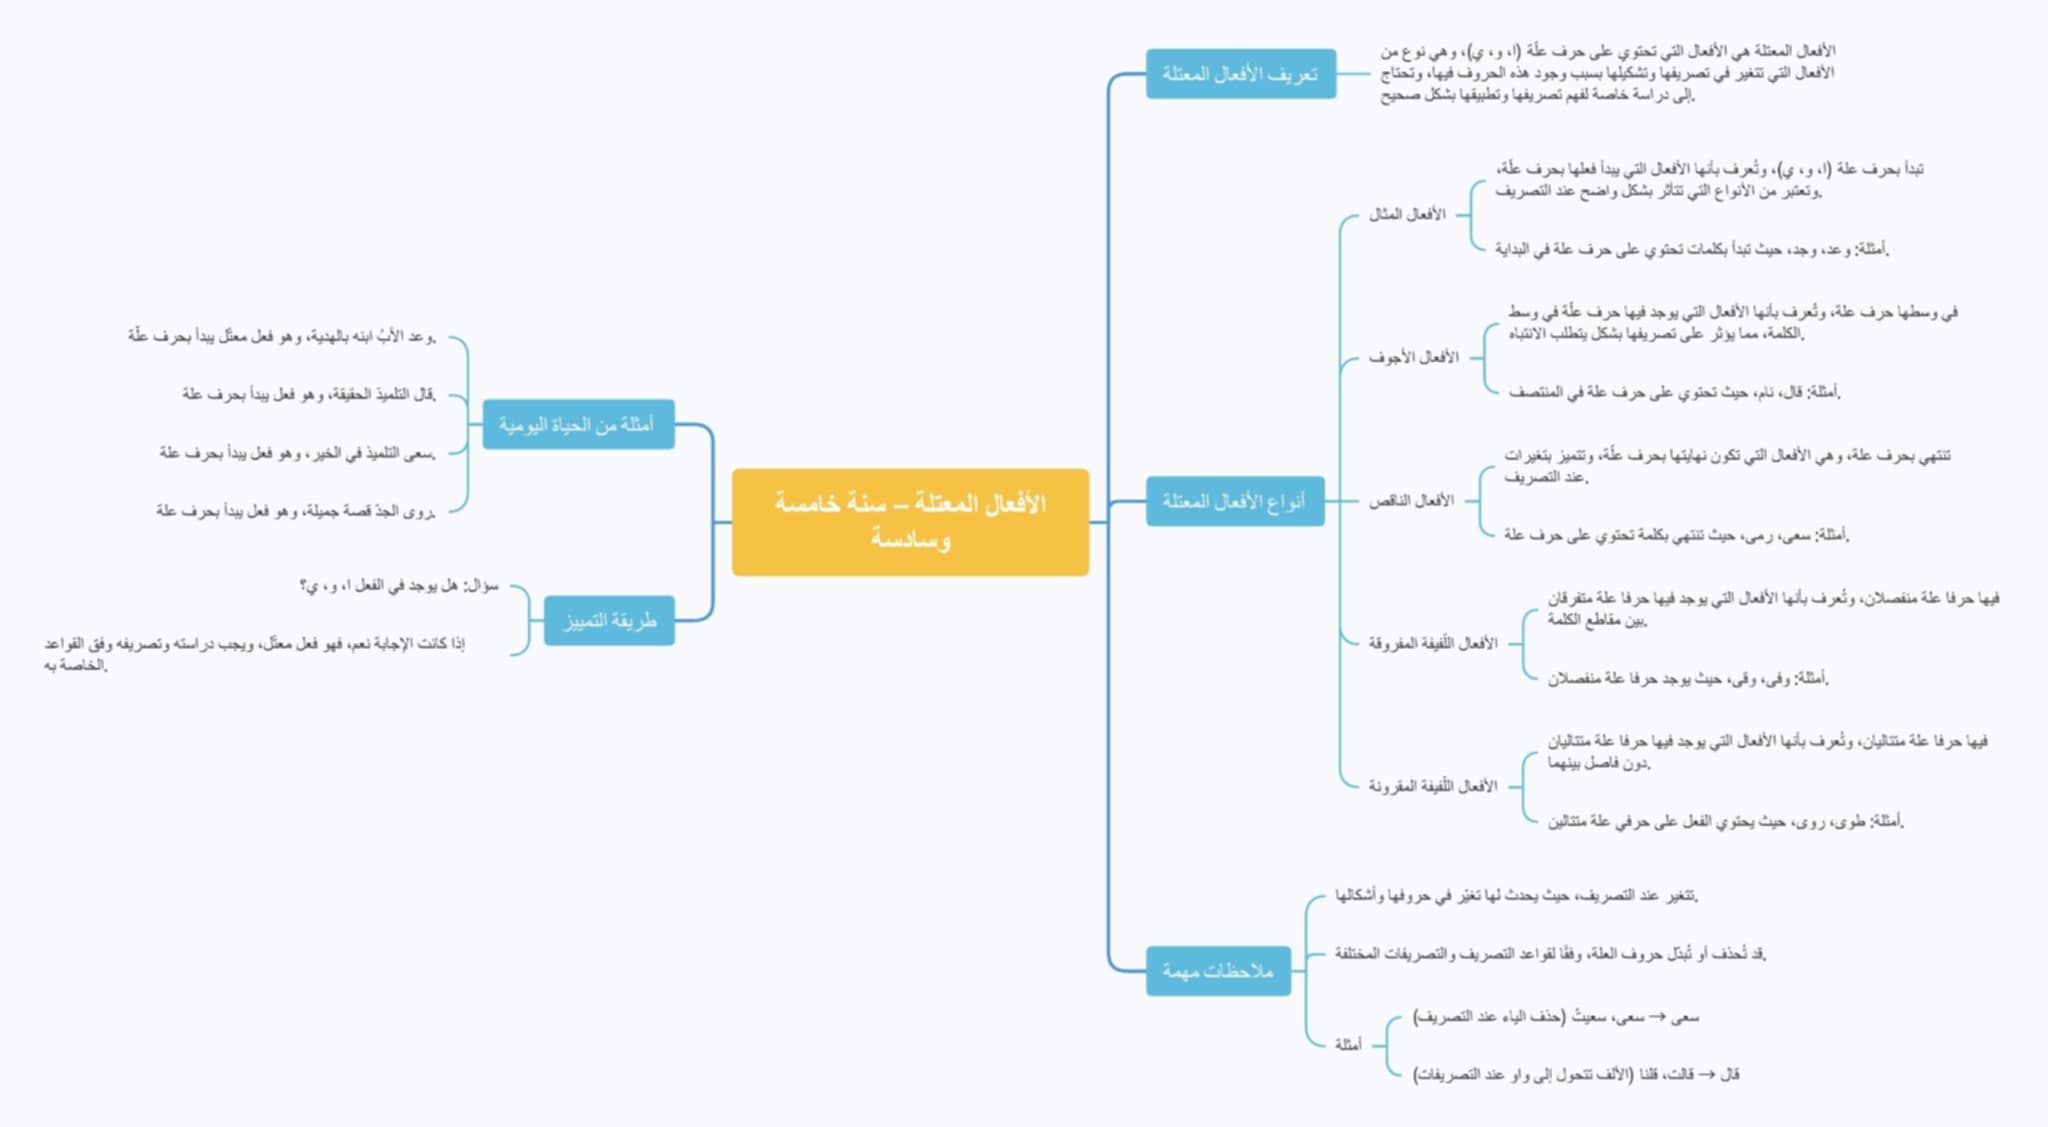 الأفعال المعتلة – سنة خامسة
وسادسة
تعريف الأفعال المعتلة
الأفعال المعتلة هي الأفعال التي تحتوي على حرف علّة (ا، و، ي)، وهي نوع من
الأفعال التي تتغير في تصريفها وتشكيلها بسبب وجود هذه الحروف فيها، وتحتاج
إلى دراسة خاصة لفهم تصريفها وتطبيقها بشكل صحيح.
أنواع الأفعال المعتلة
الأفعال المثال
تبدأ بحرف علة (ا، و، ي)، وتُعرف بأنها الأفعال التي يبدأ فعلها بحرف علّة،
وتعتبر من الأنواع التي تتأثر بشكل واضح عند التصريف.
أمثلة: وعد، وجد، حيث تبدأ بكلمات تحتوي على حرف علة في البداية.
الأفعال الأجوف
في وسطها حرف علة، وتُعرف بأنها الأفعال التي يوجد فيها حرف علّة في وسط
الكلمة، مما يؤثر على تصريفها بشكل يتطلب الانتباه.
أمثلة: قال، نام، حيث تحتوي على حرف علة في المنتصف.
الأفعال الناقص
تنتهي بحرف علة، وهي الأفعال التي تكون نهايتها بحرف علّة، وتتميز بتغيرات
عند التصريف.
أمثلة: سعى، رمى، حيث تنتهي بكلمة تحتوي على حرف علة.
الأفعال اللّفيفة المفروقة
فيها حرفا علة منفصلان، وتُعرف بأنها الأفعال التي يوجد فيها حرفا علة متفرقان
بين مقاطع الكلمة.
أمثلة: وفى، وقى، حيث يوجد حرفا علة منفصلان.
الأفعال اللّفيفة المقرونة
فيها حرفا علة متتاليان، وتُعرف بأنها الأفعال التي يوجد فيها حرفا علة متتاليان
دون فاصل بينهما.
أمثلة: طوى، روى، حيث يحتوي الفعل على حرفي علة متتالين.
ملاحظات مهمة
تتغير عند التصريف، حيث يحدث لها تغيّر في حروفها وأشكالها.
قد تُحذف أو تُبدّل حروف العلة، وفقًا لقواعد التصريف والتصريفات المختلفة.
أمثلة
سعى → سعى، سعيتُ (حذف الياء عند التصريف)
قال → قالت، قلنا (الألف تتحول إلى واو عند التصريفات)
أمثلة من الحياة اليومية
وعد الأبُ ابنه بالهدية، وهو فعل معتّل يبدأ بحرف علّة.
قال التلميذ الحقيقة، وهو فعل يبدأ بحرف علة.
سعى التلميذ في الخير، وهو فعل يبدأ بحرف علة.
روى الجدّ قصة جميلة، وهو فعل يبدأ بحرف علة.
طريقة التمييز
سؤال: هل يوجد في الفعل ا، و، ي؟
إذا كانت الإجابة نعم، فهو فعل معتّل، ويجب دراسته وتصريفه وفق القواعد
الخاصة به.